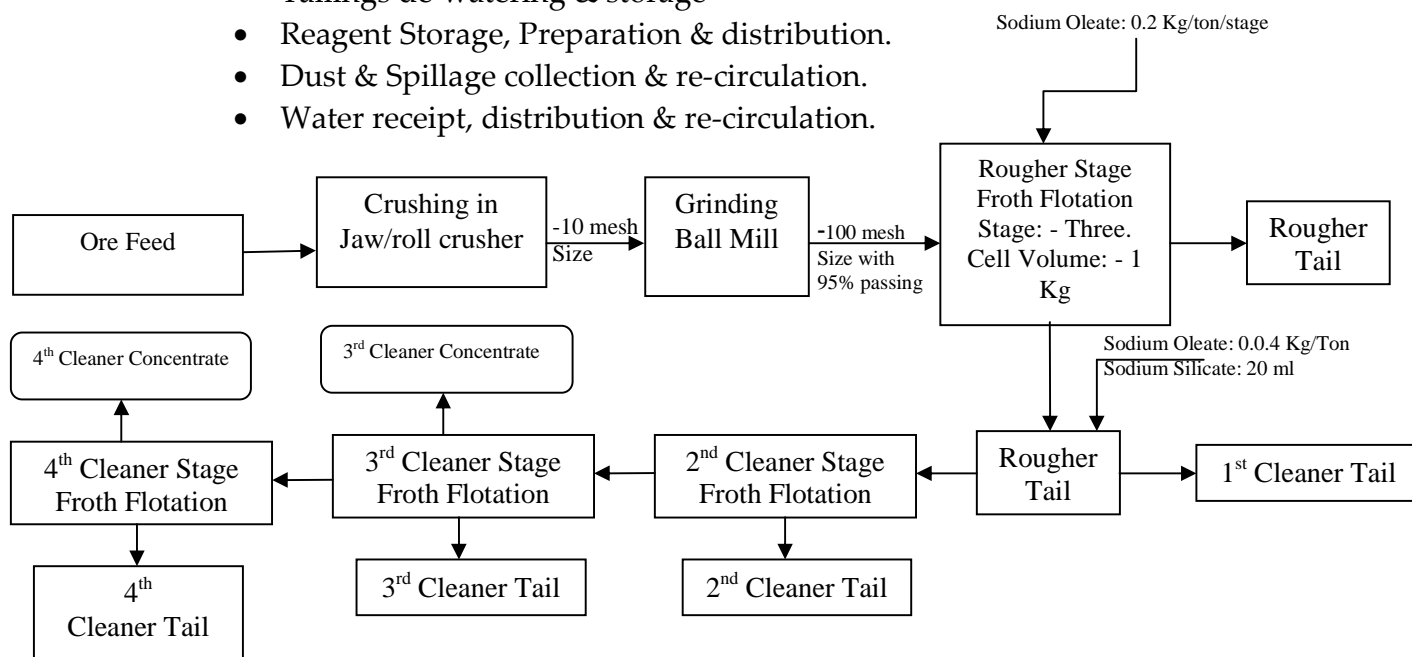 Tailings de-watering & storage
• Reagent Storage, Preparation & distribution.
• Dust & Spillage collection & re-circulation.
• Water receipt, distribution & re-circulation.
Sodium Oleate: 0.2 Kg/ton/stage
Ore Feed
Crushing in
Jaw/roll crusher
-10 mesh
Size
Grinding
Ball Mill
-100 mesh
Size with
95% passing
Rougher Stage
Froth Flotation
Stage: - Three.
Cell Volume: - 1
Kg
Rougher
Tail
Sodium Oleate: 0.0.4 Kg/Ton
Sodium Silicate: 20 ml
4th Cleaner Concentrate
3rd Cleaner Concentrate
4th Cleaner Stage
Froth Flotation
3rd Cleaner Stage
Froth Flotation
2nd Cleaner Stage
Froth Flotation
Rougher
Tail
1st Cleaner Tail
4th
Cleaner Tail
3rd Cleaner Tail
2nd Cleaner Tail